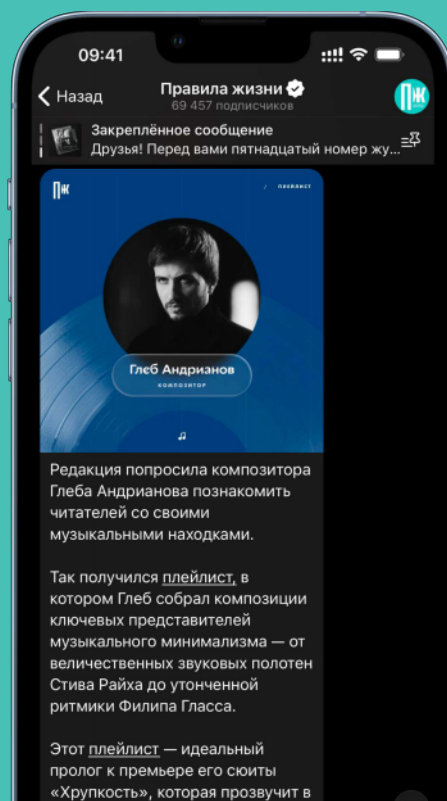 09:41
Назад
Правила жизни
69 457 подписчиков
ПЖ
Закреплённое сообщение
Друзья! Перед вами пятнадцатый номер жу...
ПЖ
/ ПЛЕЙЛИСТ
Глеб Андрианов
КОМПОЗИТОР
Редакция попросила композитора
Глеба Андрианова познакомить
читателей со своими
музыкальными находками.
Так получился плейлист, в
котором Глеб собрал композиции
ключевых представителей
музыкального минимализма — от
величественных звуковых полотен
Стива Райха до утонченной
ритмики Филипа Гласса.
Этот плейлист — идеальный
пролог к премьере его сюиты
«Хрупкость», которая прозвучит в